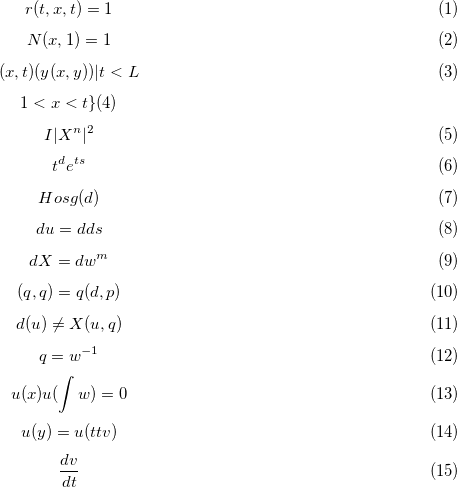 r(t, x, t) = 1 (1)
N(x, 1) = 1 (2)
(x, t)(y(x, y))|t < L (3)
1 < x < t}(4)
I|X^n|^2 (5)
t^d e^{ts} (6)
Hosg(d) (7)
du = dds (8)
dX = dw^m (9)
(q, q) = q(d, p) (10)
d(u) ≠ X(u, q) (11)
q = w^{-1} (12)
u(x)u(∫ w) = 0 (13)
u(y) = u(ttv) (14)
\frac{dv}{dt} (15)